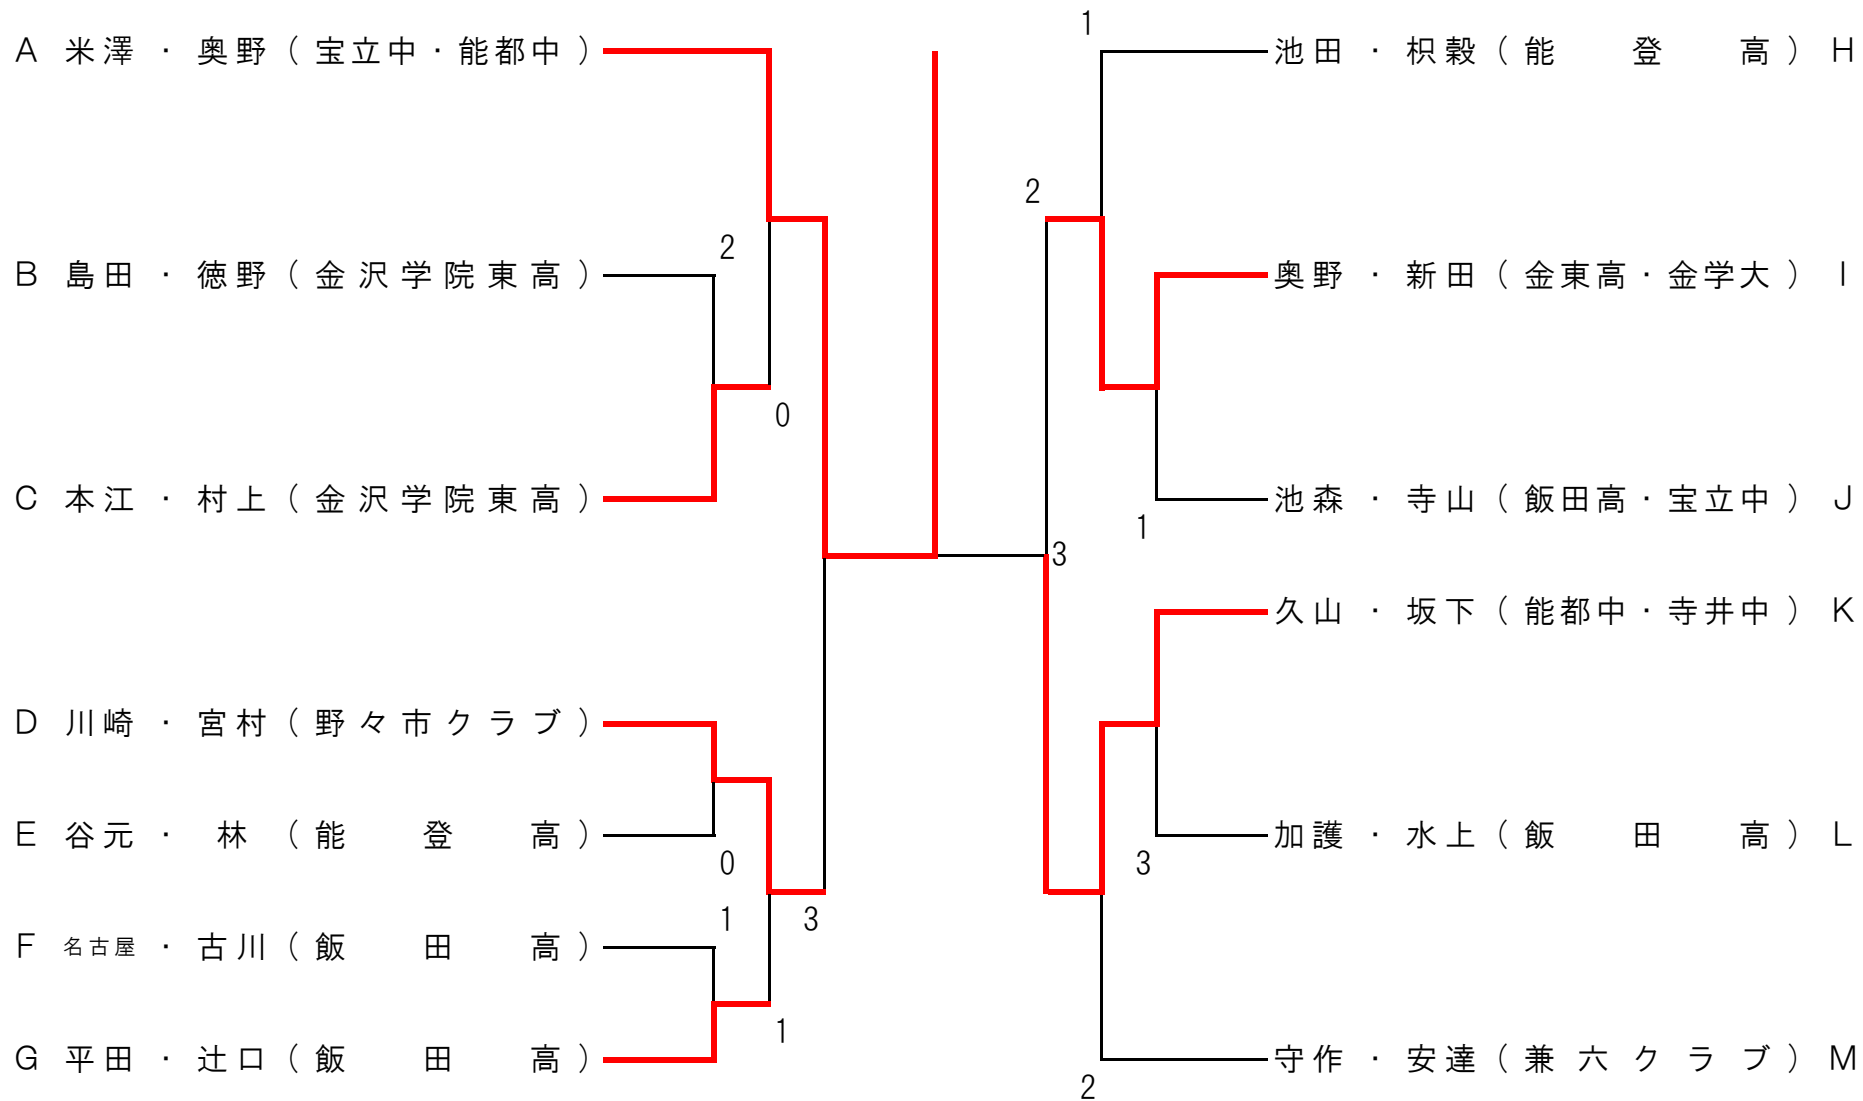 A 米澤 ・ 奥野 ( 宝立中・能都中 )
B 島田 ・ 徳野 ( 金沢学院東高 )
C 本江 ・ 村上 ( 金沢学院東高 )
D 川崎 ・ 宮村 ( 野々市クラブ )
E 谷元 ・ 林 ( 能登高 )
F 名古屋 ・ 古川 ( 飯田高 )
G 平田 ・ 辻口 ( 飯田高 )
2
0
0
1
3
1
1
2
3
1
3
2
池田 ・ 枳穀 ( 能登高 ) H
奥野 ・ 新田 ( 金東高・金学大 ) I
池森 ・ 寺山 ( 飯田高・宝立中 ) J
久山 ・ 坂下 ( 能都中・寺井中 ) K
加護 ・ 水上 ( 飯田高 ) L
守作 ・ 安達 ( 兼六クラブ ) M